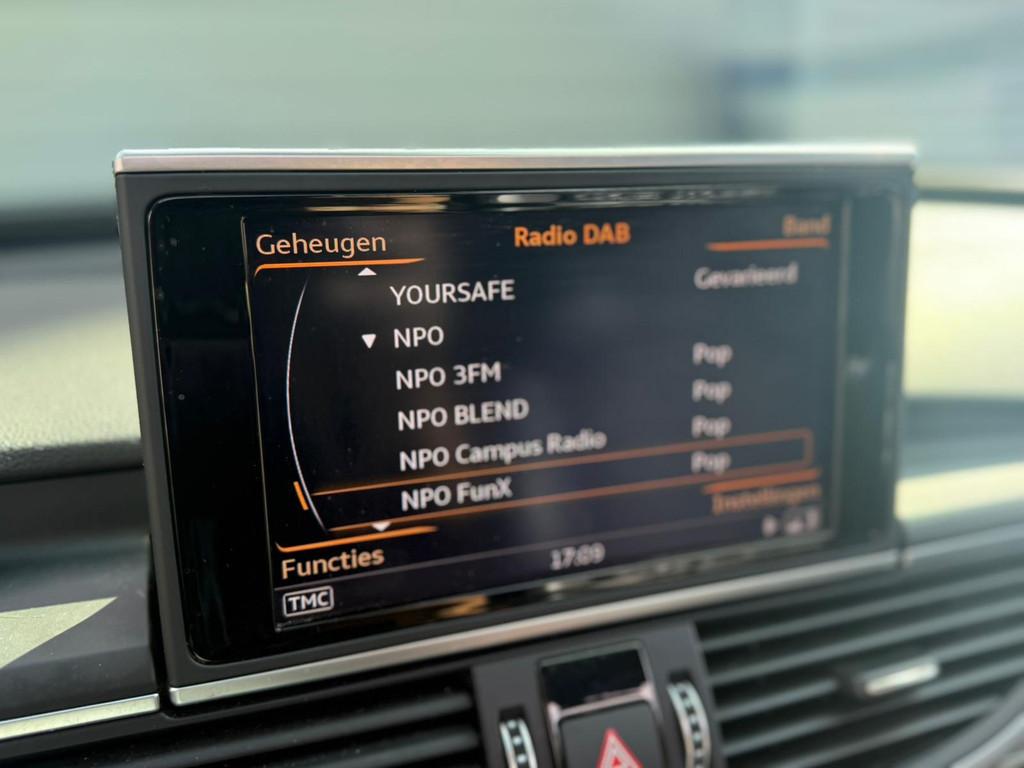 Geheugen Radio DAB Band
YOURSAFE Gevarieerd
NPO
NPO 3FM Pop
NPO BLEND Pop
NPO Campus Radio Pop
NPO FunX Pop
Instellingen
Functies 17:09
TMC